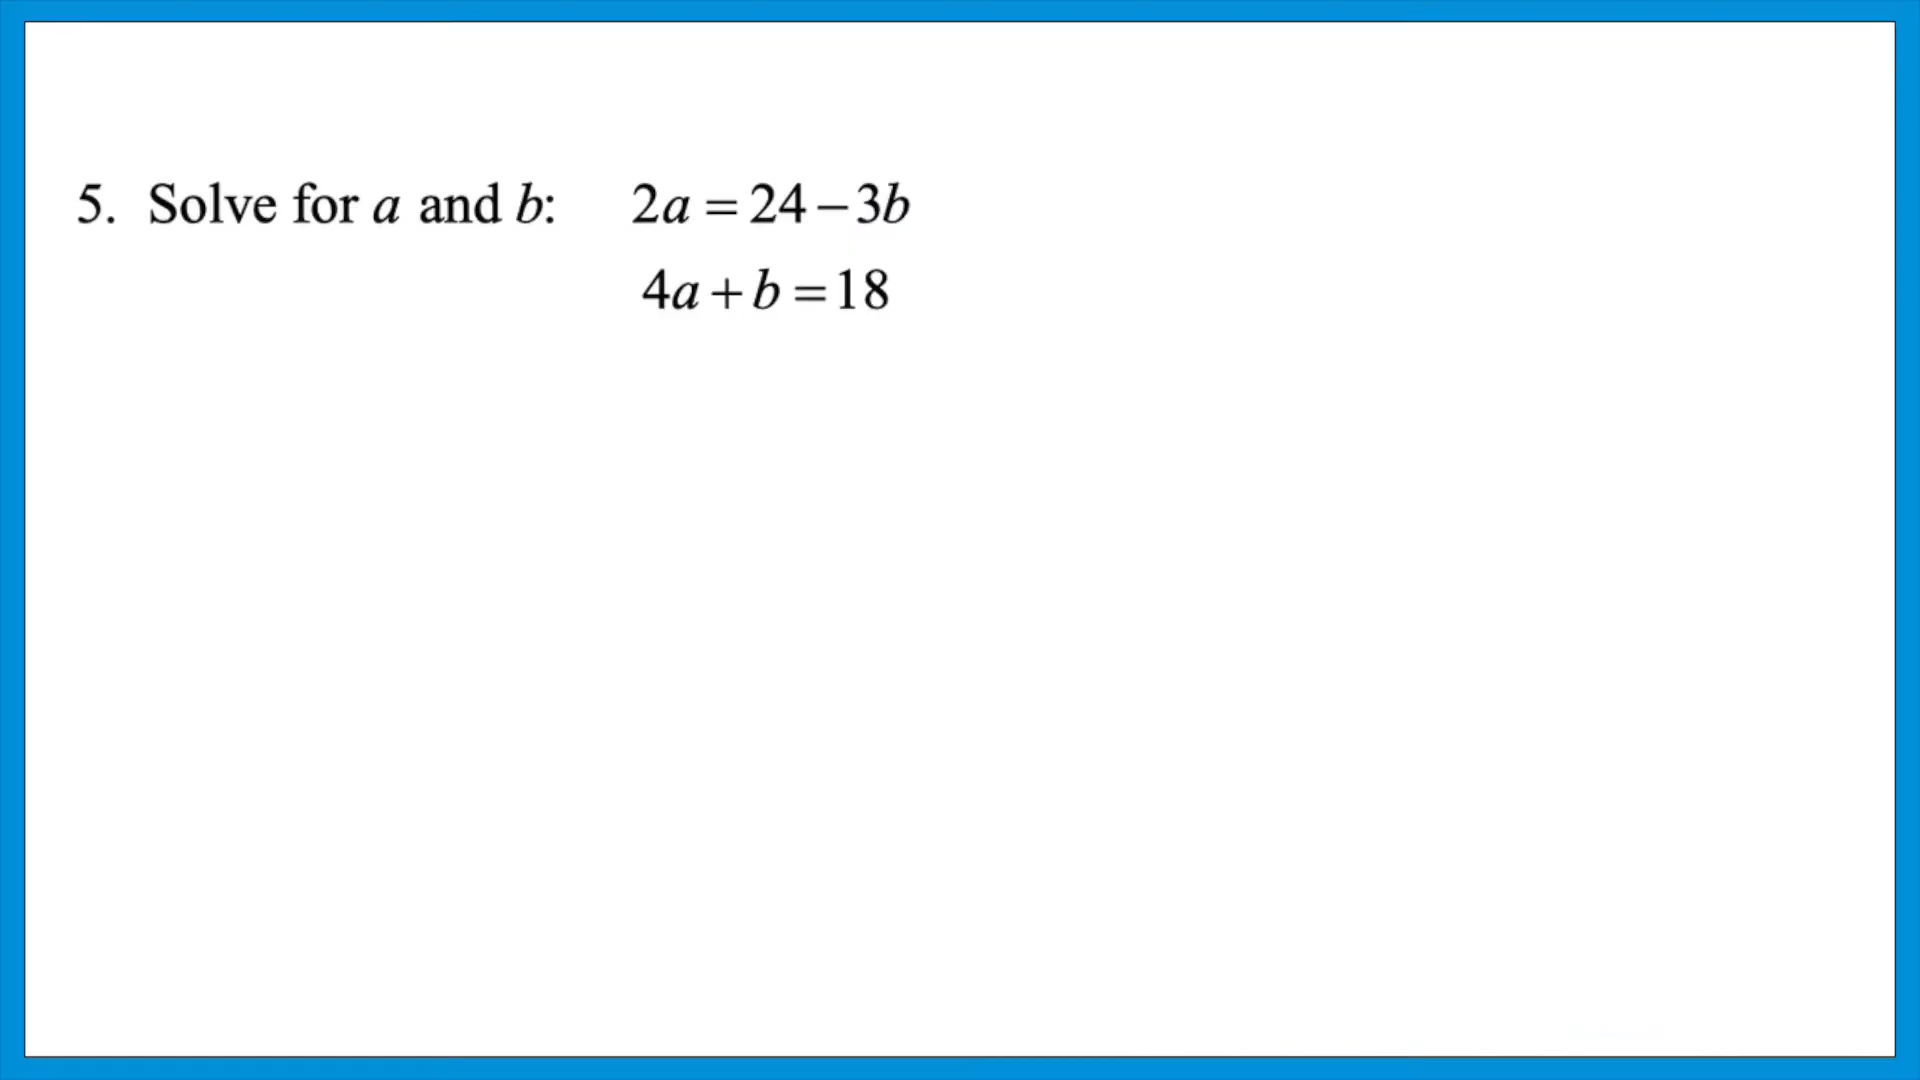 5. Solve for a and b: 2a = 24 − 3b
4a + b = 18